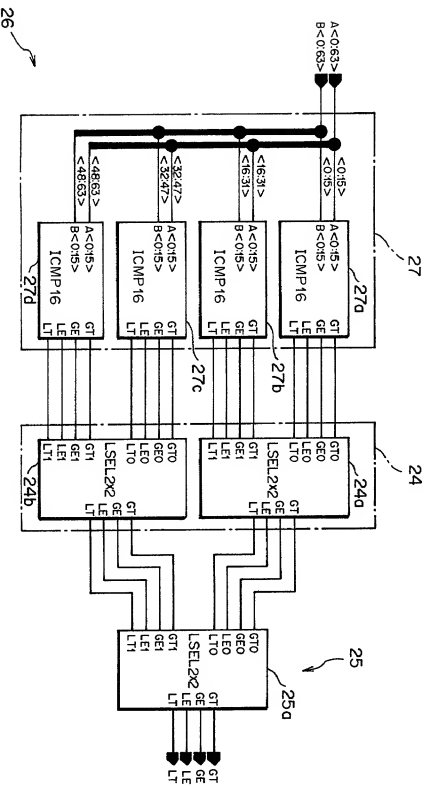 26
A<0:63>
B<0:63>
27
<0:15>
<0:15>
<16:31>
<16:31>
<32:47>
<32:47>
<48:63>
<48:63>
27a
A<0:15>
B<0:15>
ICMP16
GT
GE
LE
LT
27b
A<0:15>
B<0:15>
ICMP16
GT
GE
LE
LT
27c
A<0:15>
B<0:15>
ICMP16
GT
GE
LE
LT
27d
A<0:15>
B<0:15>
ICMP16
GT
GE
LE
LT
24
24a
GT0
GE0
LE0
LT0
LSEL2x2
GT1
GE1
LE1
LT1
GT
GE
LE
LT
24b
GT0
GE0
LE0
LT0
LSEL2x2
GT1
GE1
LE1
LT1
GT
GE
LE
LT
25
25a
GT0
GE0
LE0
LT0
LSEL2x2
GT1
GE1
LE1
LT1
GT
GE
LE
LT
GT
GE
LE
LT